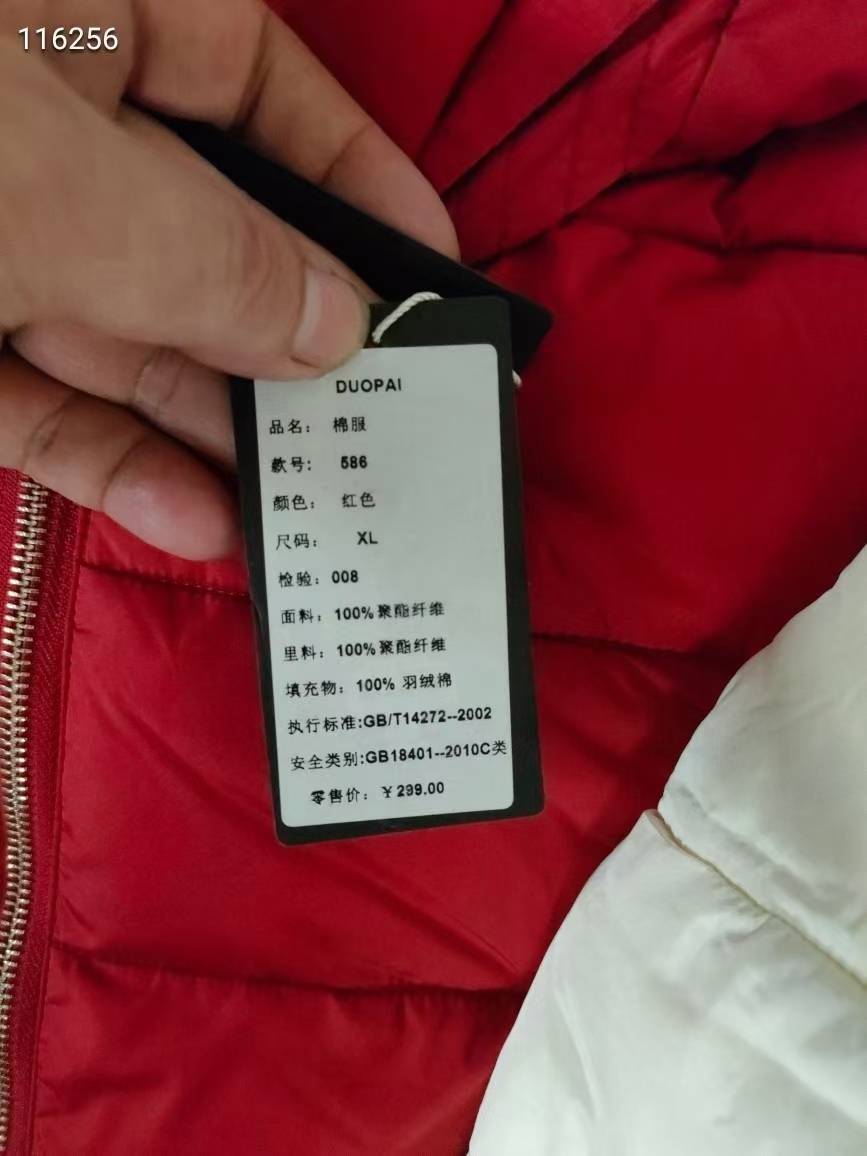 116256
DUOPAI
品名： 棉服
款号: 586
颜色： 红色
尺码： XL
检验：008
面料：100%聚酯纤维
里料：100%聚酯纤维
填充物：100% 羽绒棉
执行标准:GB/T14272--2002
安全类别:GB18401--2010C类
零售价：￥299.00